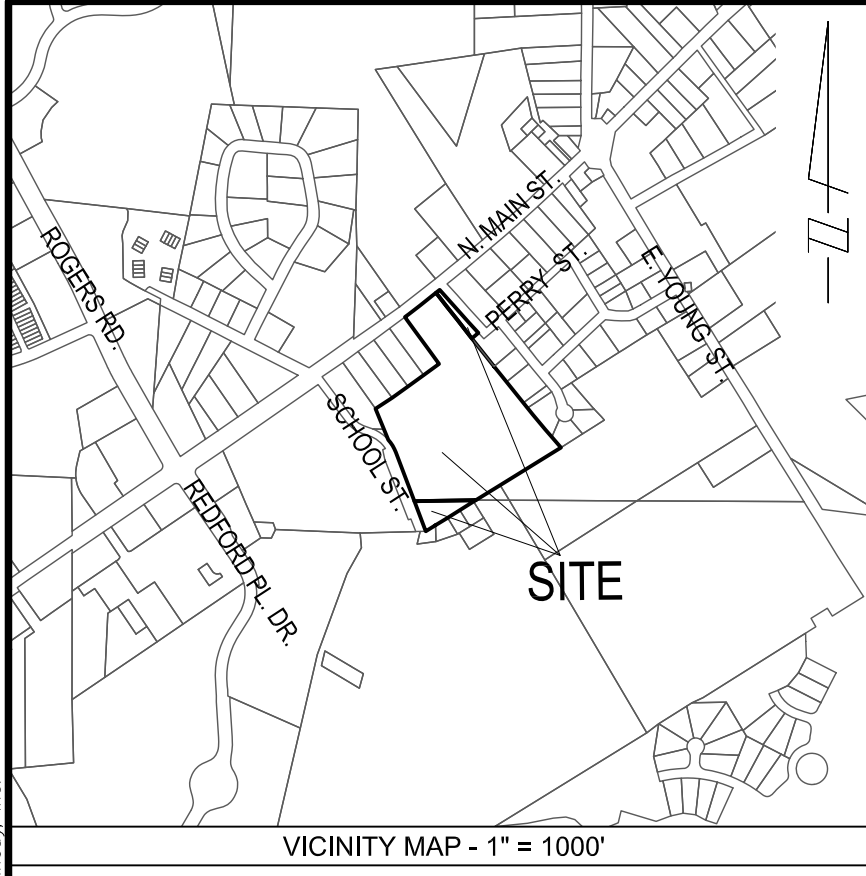 N. MAIN ST.
PERRY ST.
E. YOUNG ST.
ROGERS RD.
SCHOOL ST.
REDFORD PL. DR.
SITE
VICINITY MAP - 1" = 1000'